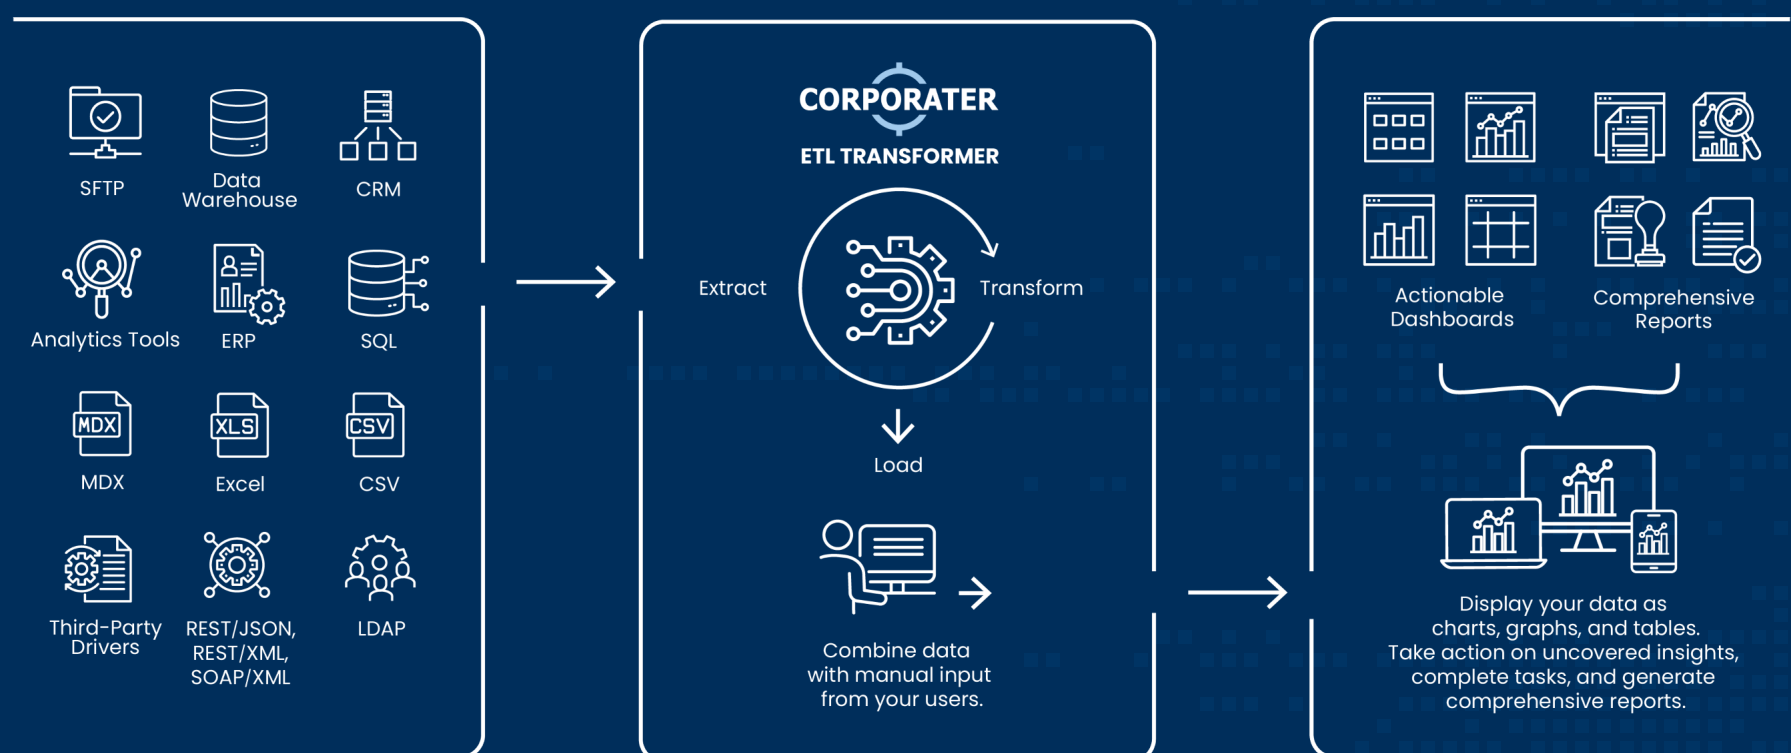 SFTP
Data
Warehouse
CRM
Analytics Tools
ERP
SQL
MDX
MDX
XLS
Excel
CSV
CSV
Third-Party
Drivers
REST/JSON,
REST/XML,
SOAP/XML
LDAP
CORPORATER
ETL TRANSFORMER
Extract
Transform
Load
Combine data
with manual input
from your users.
Actionable
Dashboards
Comprehensive
Reports
Display your data as
charts, graphs, and tables.
Take action on uncovered insights,
complete tasks, and generate
comprehensive reports.